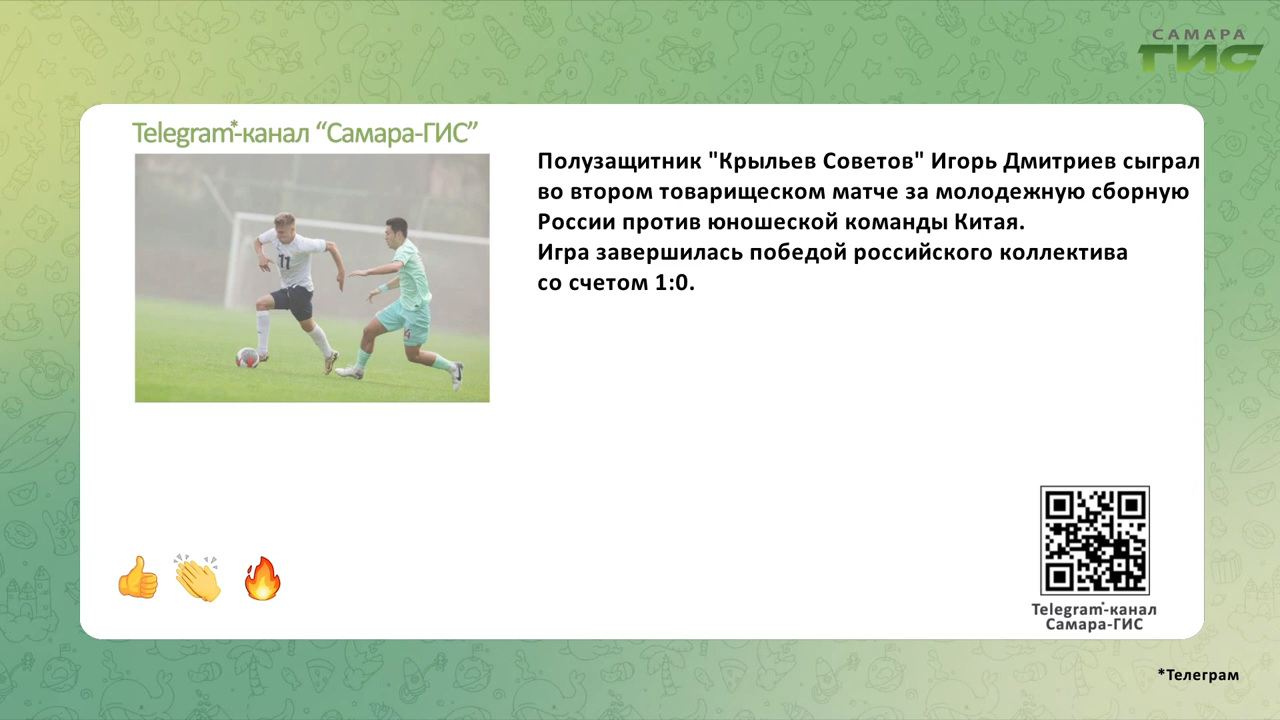 САМАРА
ГИС
Telegram*-канал “Самара-ГИС”
Полузащитник "Крыльев Советов" Игорь Дмитриев сыграл
во втором товарищеском матче за молодежную сборную
России против юношеской команды Китая.
Игра завершилась победой российского коллектива
со счетом 1:0.
11
Telegram*-канал
Самара-ГИС
*Телеграм